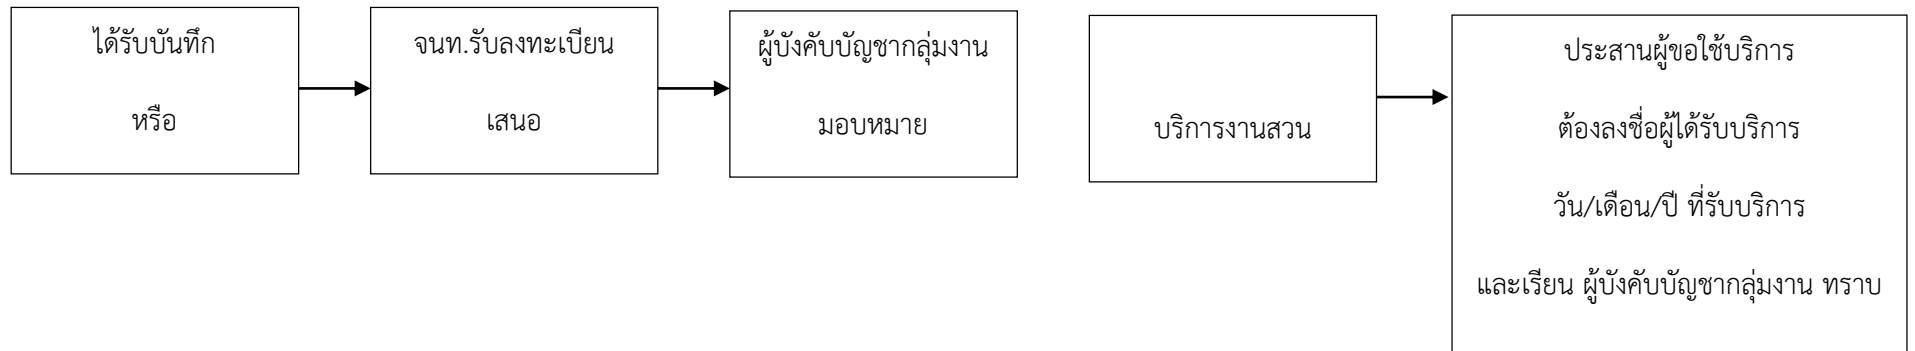 ได้รับบันทึก
หรือ
จนท.รับลงทะเบียน
เสนอ
ผู้บังคับบัญชากลุ่มงาน
มอบหมาย
บริการงานสวน
ประสานผู้ขอใช้บริการ
ต้องลงชื่อผู้ได้รับบริการ
วัน/เดือน/ปี ที่รับบริการ
และเรียน ผู้บังคับบัญชากลุ่มงาน ทราบ